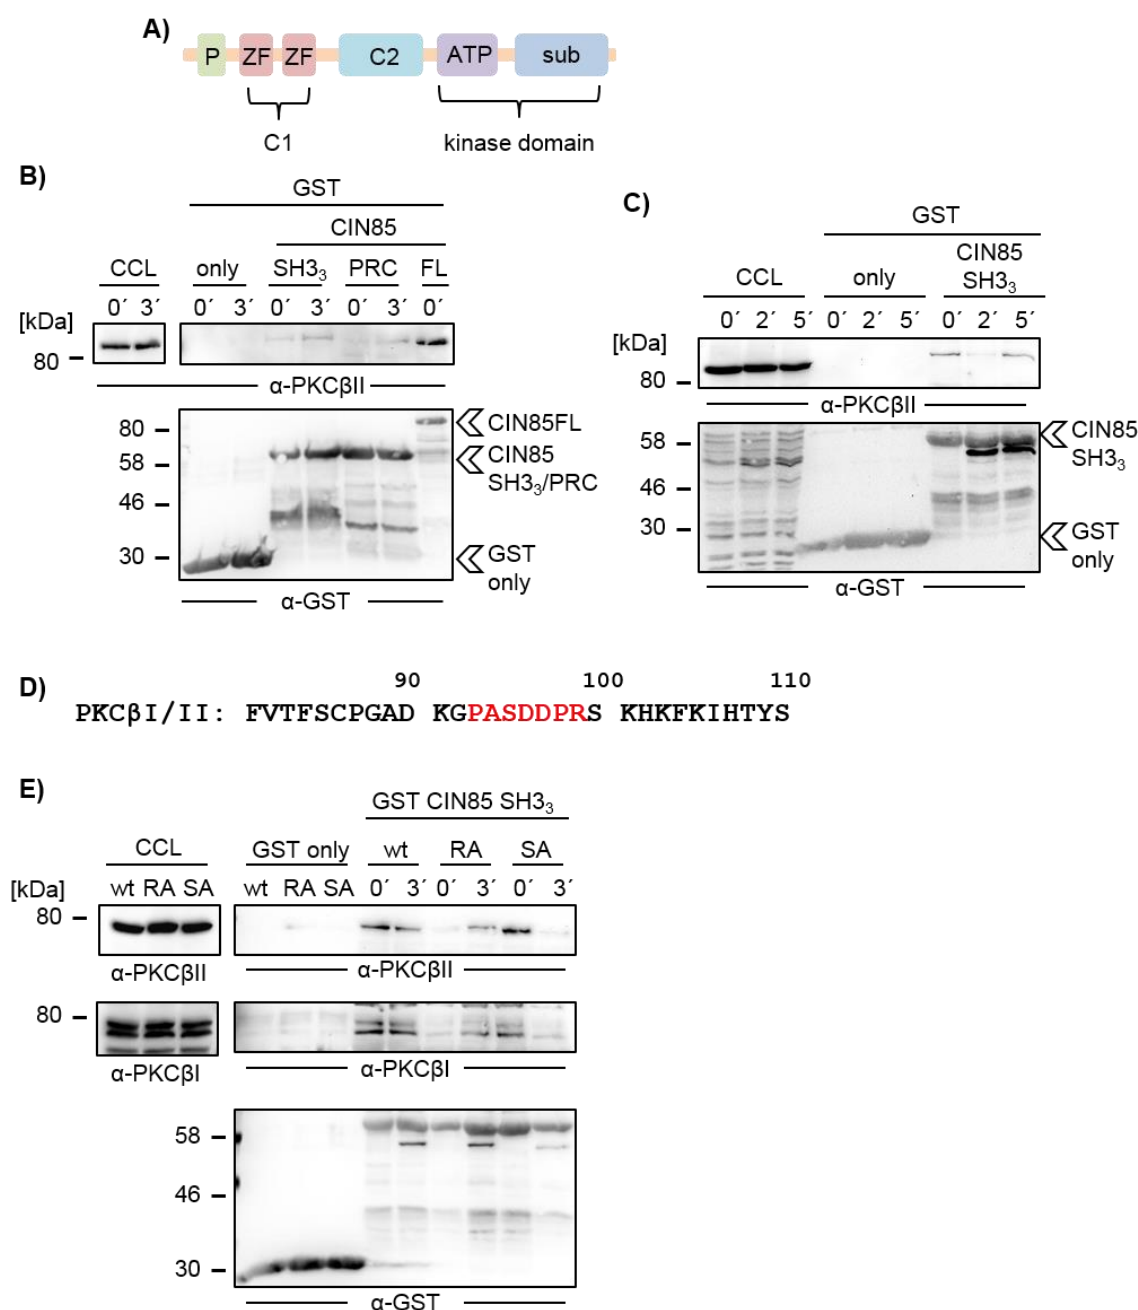 A)
P ZF ZF C2 ATP sub
C1 kinase domain
B)
GST
CIN85
CCL only SH3₃ PRC FL
0´ 3´ 0´ 3´ 0´ 3´ 0´ 3´ 0´
[kDa]
80
α-PKCβII
80 CIN85FL
58 CIN85
SH3₃/PRC
46
30 GST
only
α-GST
C)
GST
CIN85
CCL only SH3₃
0´ 2´ 5´ 0´ 2´ 5´ 0´ 2´ 5´
[kDa]
80
α-PKCβII
58 CIN85
SH3₃
46
30 GST
only
α-GST
D)
90 100 110
PKCβI/II: FVTFSCPGAD KGPASDDPRS KHKFKIHTYS
E)
GST CIN85 SH3₃
CCL GST only wt RA SA
[kDa] wt RA SA wt RA SA 0´ 3´ 0´ 3´ 0´ 3´
80
α-PKCβII α-PKCβII
80
α-PKCβI α-PKCβI
58
46
30
α-GST